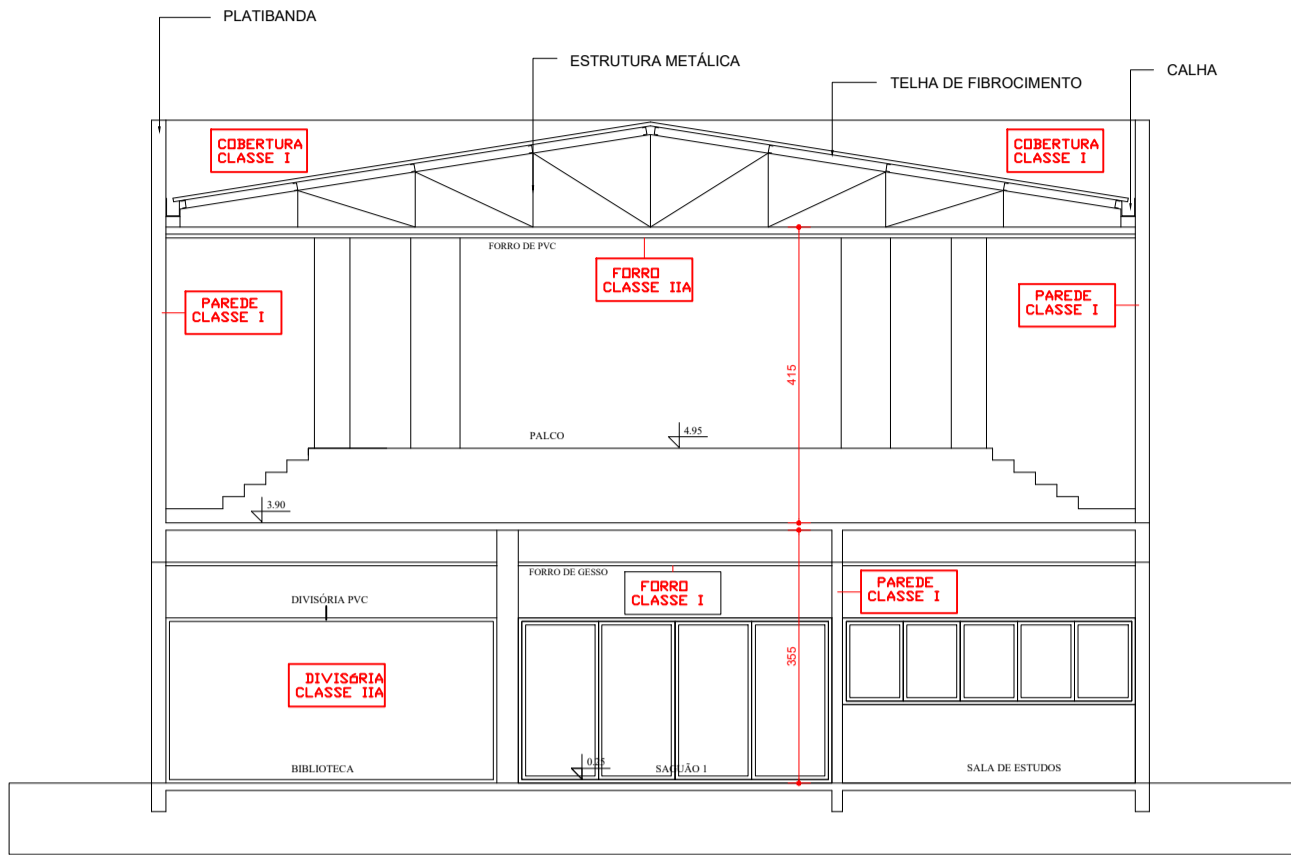 PLATIBANDA
ESTRUTURA METÁLICA
TELHA DE FIBROCIMENTO
CALHA
COBERTURA
CLASSE I
COBERTURA
CLASSE I
FORRO DE PVC
FORRO
CLASSE IIA
PAREDE
CLASSE I
PAREDE
CLASSE I
415
PALCO
4.95
3.90
FORRO DE GESSO
FORRO
CLASSE I
PAREDE
CLASSE I
DIVISÓRIA PVC
355
DIVISóRIA
CLASSE IIA
BIBLIOTECA
0.25
SAGUÃO 1
SALA DE ESTUDOS